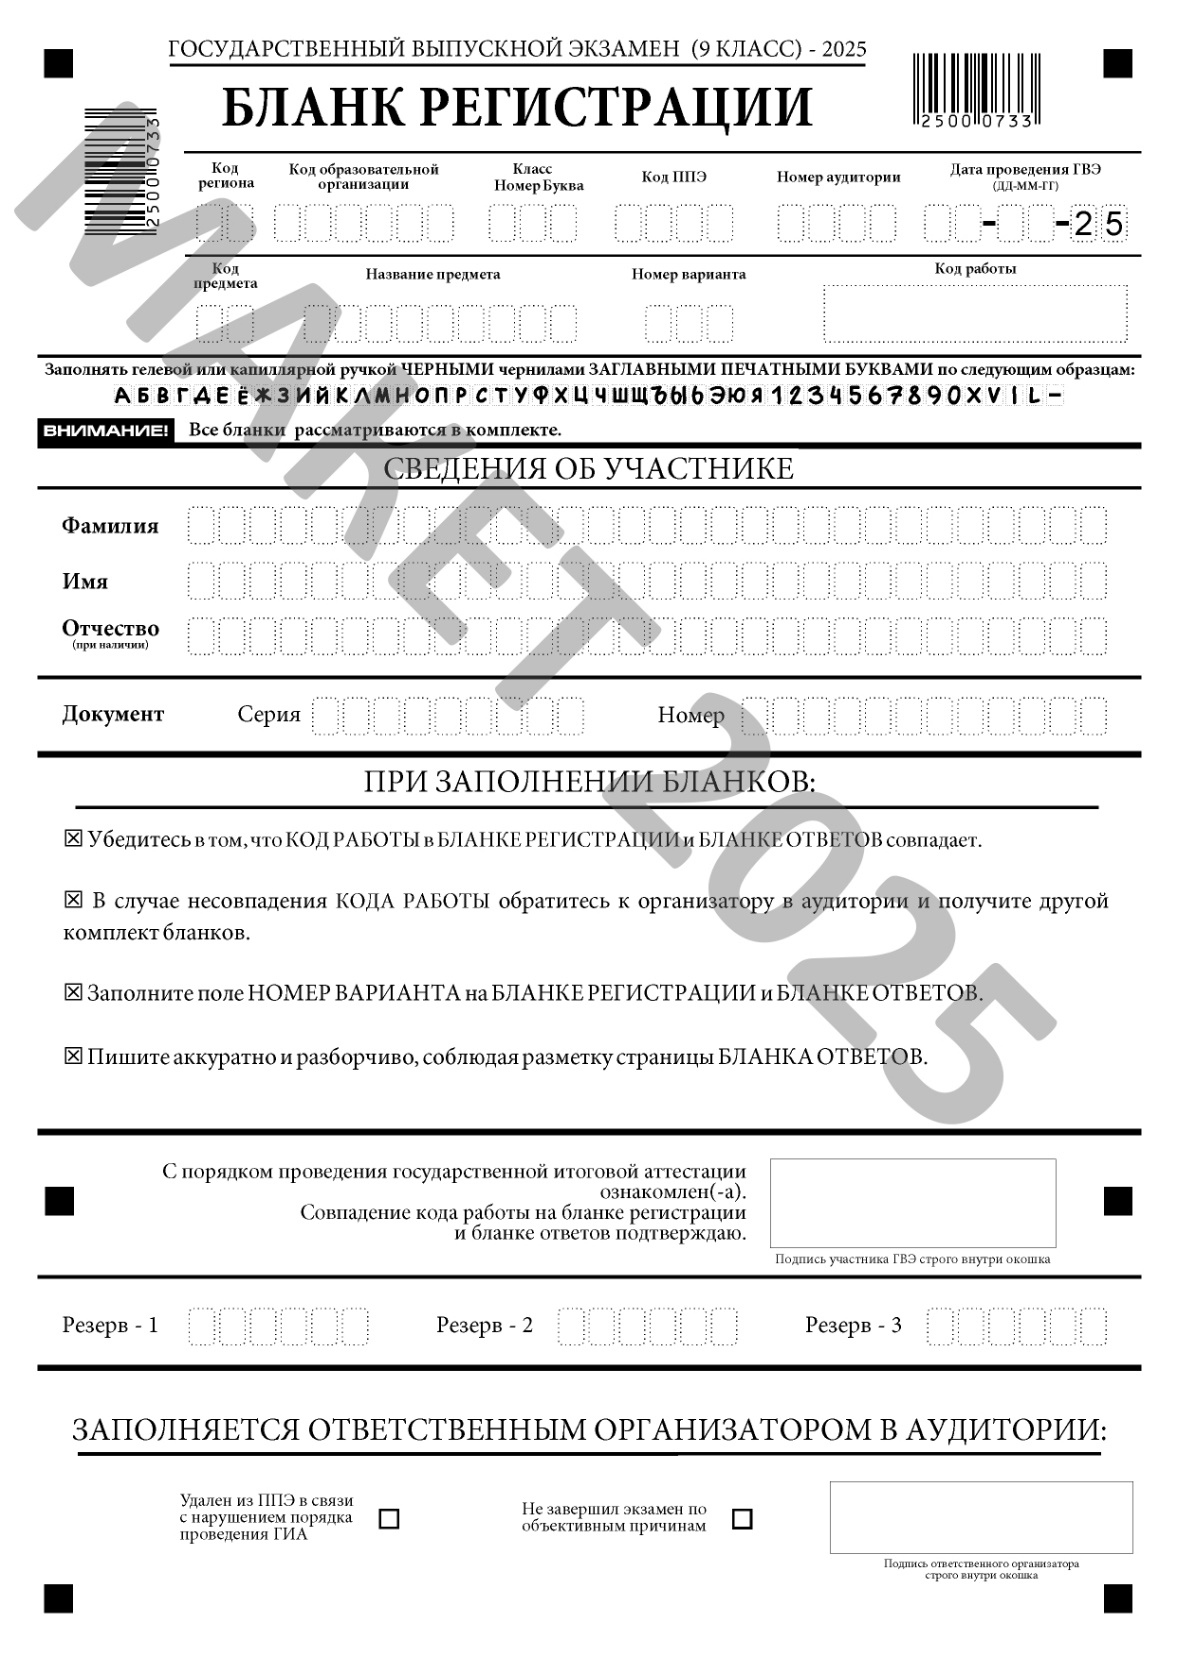 ГОСУДАРСТВЕННЫЙ ВЫПУСКНОЙ ЭКЗАМЕН (9 КЛАСС) - 2025
БЛАНК РЕГИСТРАЦИИ
2500 0733
2500 0733
Код региона
Код образовательной организации
Класс
Номер Буква
Код ППЭ
Номер аудитории
Дата проведения ГВЭ
(ДД-ММ-ГГ)
- - 25
Код предмета
Название предмета
Номер варианта
Код работы
Заполнять гелевой или капиллярной ручкой ЧЕРНЫМИ чернилами ЗАГЛАВНЫМИ ПЕЧАТНЫМИ БУКВАМИ по следующим образцам:
АБВГДЕЁЖЗИЙКЛМНОПРСТУФХЦЧШЩЪЫЬЭЮЯ1234567890XVIL-
ВНИМАНИЕ! Все бланки рассматриваются в комплекте.
СВЕДЕНИЯ ОБ УЧАСТНИКЕ
Фамилия
Имя
Отчество
(при наличии)
Документ Серия Номер
ПРИ ЗАПОЛНЕНИИ БЛАНКОВ:
☒ Убедитесь в том, что КОД РАБОТЫ в БЛАНКЕ РЕГИСТРАЦИИ и БЛАНКЕ ОТВЕТОВ совпадает.
☒ В случае несовпадения КОДА РАБОТЫ обратитесь к организатору в аудитории и получите другой
комплект бланков.
☒ Заполните поле НОМЕР ВАРИАНТА на БЛАНКЕ РЕГИСТРАЦИИ и БЛАНКЕ ОТВЕТОВ.
☒ Пишите аккуратно и разборчиво, соблюдая разметку страницы БЛАНКА ОТВЕТОВ.
С порядком проведения государственной итоговой аттестации
ознакомлен(-а).
Совпадение кода работы на бланке регистрации
и бланке ответов подтверждаю.
Подпись участника ГВЭ строго внутри окошка
Резерв - 1 Резерв - 2 Резерв - 3
ЗАПОЛНЯЕТСЯ ОТВЕТСТВЕННЫМ ОРГАНИЗАТОРОМ В АУДИТОРИИ:
Удален из ППЭ в связи
с нарушением порядка
проведения ГИА
Не завершил экзамен по
объективным причинам
Подпись ответственного организатора
строго внутри окошка
МАКЕТ 2025